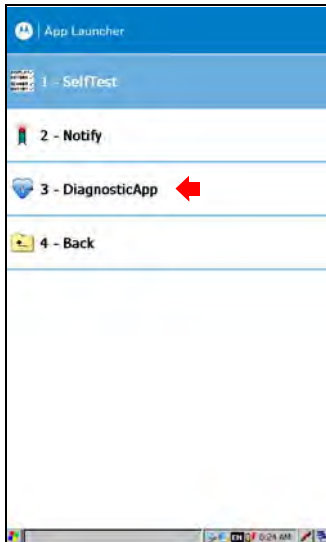 App Launcher
1 - SelfTest
2 - Notify
3 - DiagnosticApp
4 - Back
EN 0:24 AM